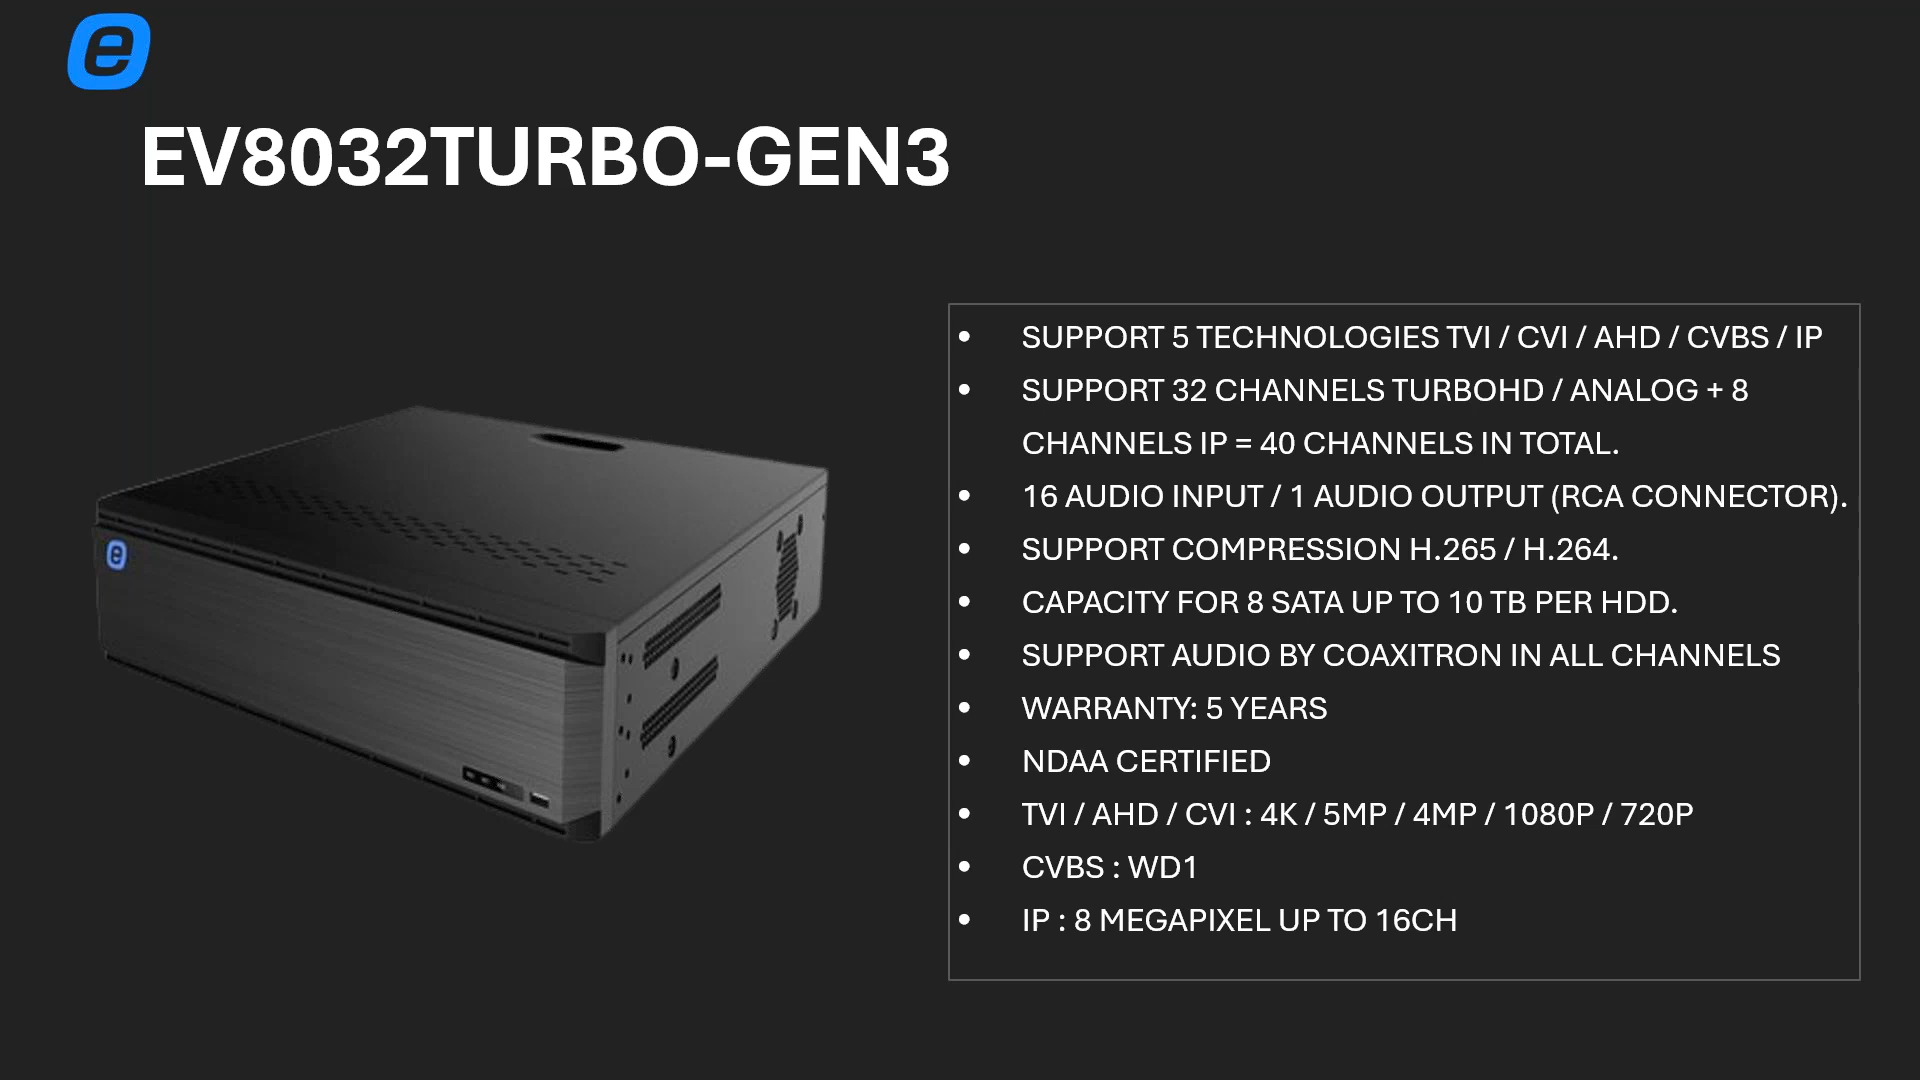 e
EV8032TURBO-GEN3
e
• SUPPORT 5 TECHNOLOGIES TVI / CVI / AHD / CVBS / IP
• SUPPORT 32 CHANNELS TURBOHD / ANALOG + 8
CHANNELS IP = 40 CHANNELS IN TOTAL.
• 16 AUDIO INPUT / 1 AUDIO OUTPUT (RCA CONNECTOR).
• SUPPORT COMPRESSION H.265 / H.264.
• CAPACITY FOR 8 SATA UP TO 10 TB PER HDD.
• SUPPORT AUDIO BY COAXITRON IN ALL CHANNELS
• WARRANTY: 5 YEARS
• NDAA CERTIFIED
• TVI / AHD / CVI : 4K / 5MP / 4MP / 1080P / 720P
• CVBS : WD1
• IP : 8 MEGAPIXEL UP TO 16CH